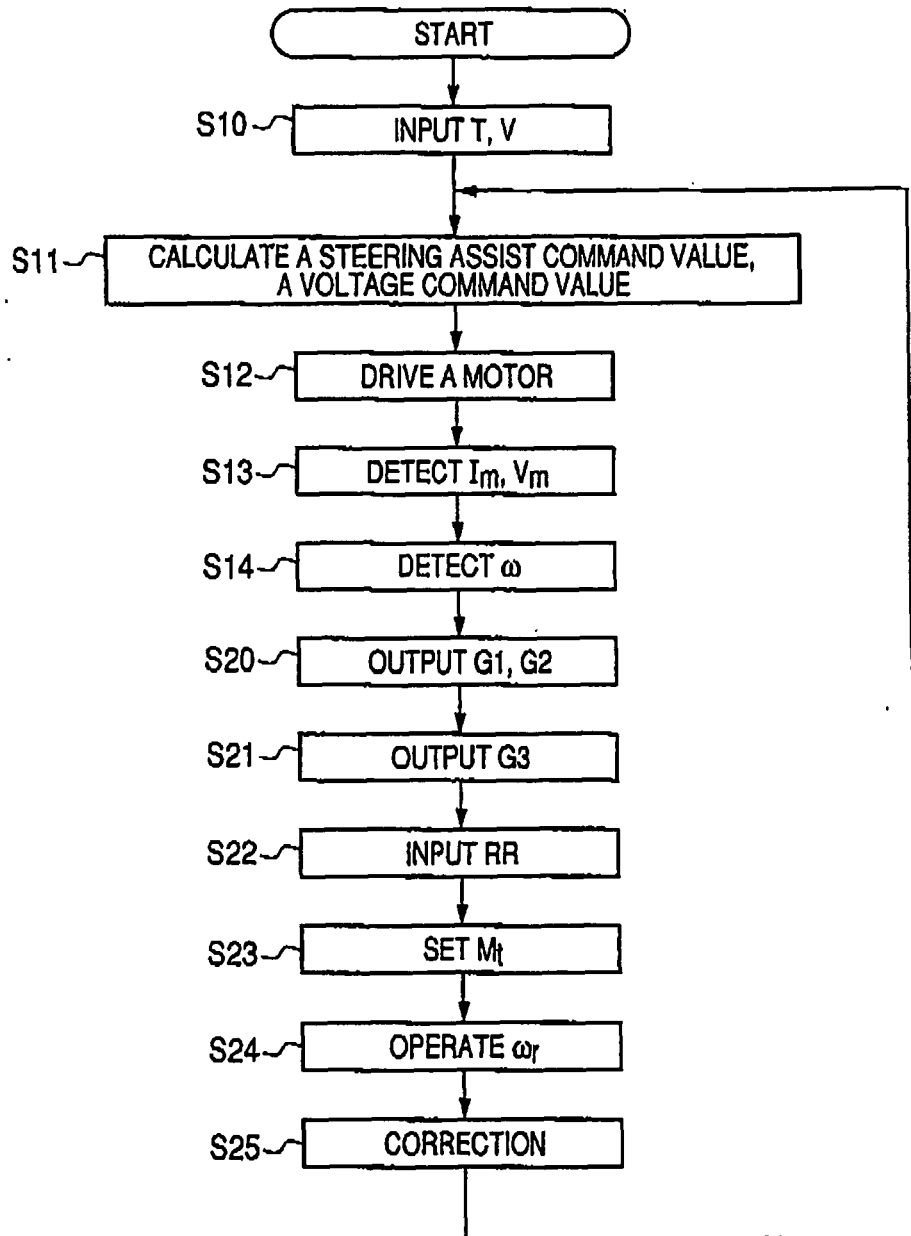 START
S10 INPUT T, V
S11 CALCULATE A STEERING ASSIST COMMAND VALUE,
A VOLTAGE COMMAND VALUE
S12 DRIVE A MOTOR
S13 DETECT Im, Vm
S14 DETECT ω
S20 OUTPUT G1, G2
S21 OUTPUT G3
S22 INPUT RR
S23 SET Mt
S24 OPERATE ωr
S25 CORRECTION